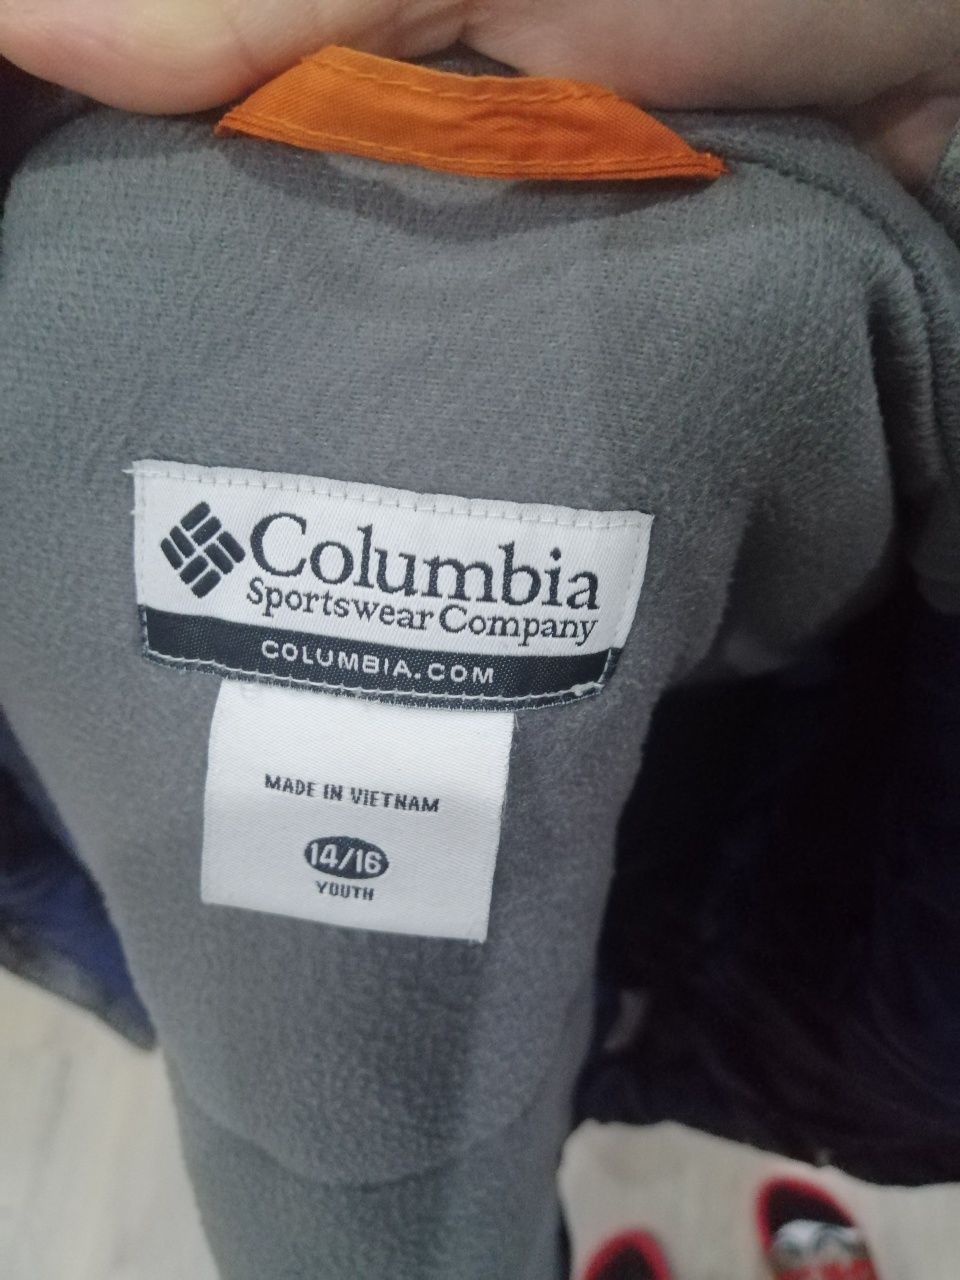 Columbia
Sportswear Company
COLUMBIA.COM
MADE IN VIETNAM
14/16
YOUTH